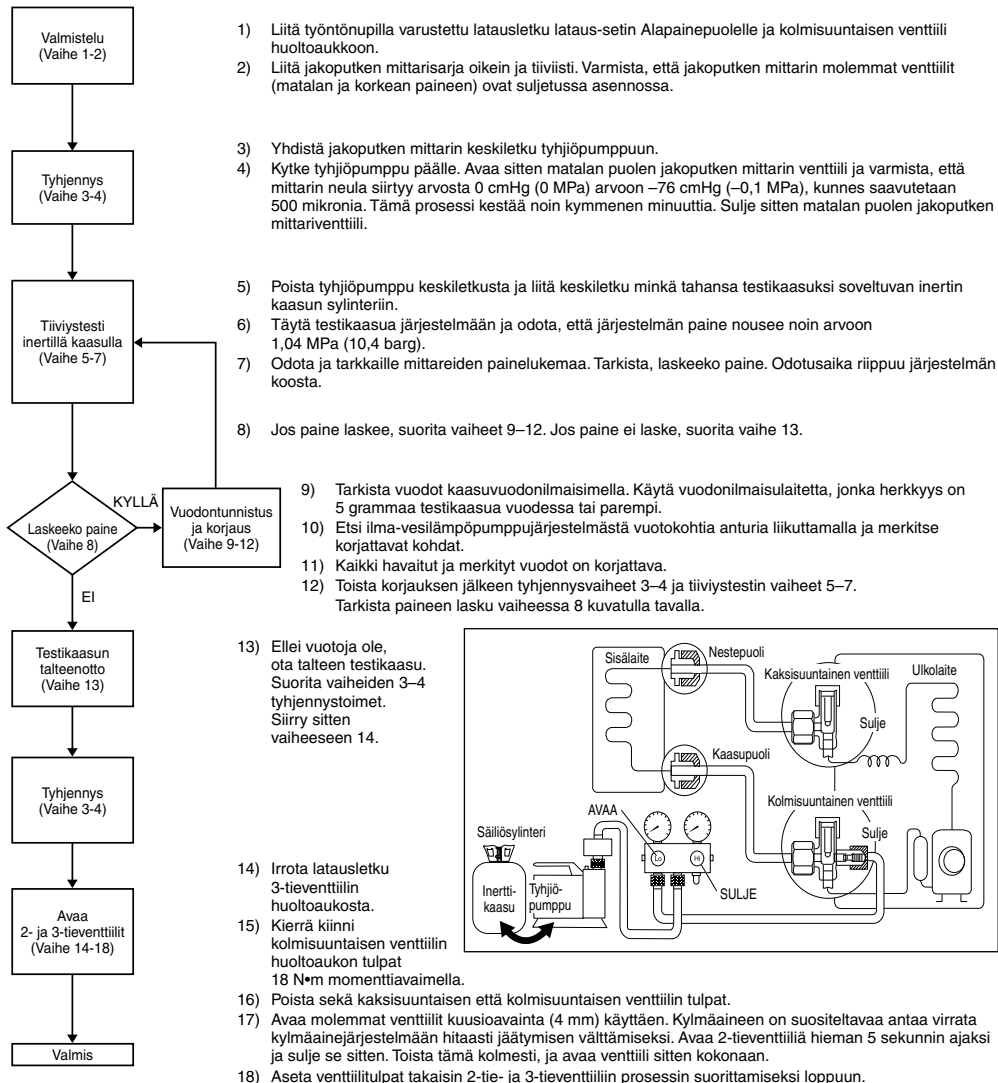 Valmistelu
(Vaihe 1-2)
1) Liitä työntönupilla varustettu latausletku lataus-setin Alapainepuolelle ja kolmisuuntaisen venttiili
huoltoaukkoon.
2) Liitä jakoputken mittarisarja oikein ja tiiviisti. Varmista, että jakoputken mittarin molemmat venttiilit
(matalan ja korkean paineen) ovat suljetussa asennossa.
Tyhjennys
(Vaihe 3-4)
3) Yhdistä jakoputken mittarin keskiletku tyhjiöpumppuun.
4) Kytke tyhjiöpumppu päälle. Avaa sitten matalan puolen jakoputken mittarin venttiili ja varmista, että
mittarin neula siirtyy arvosta 0 cmHg (0 MPa) arvoon –76 cmHg (–0,1 MPa), kunnes saavutetaan
500 mikronia. Tämä prosessi kestää noin kymmenen minuuttia. Sulje sitten matalan puolen jakoputken
mittariventtiili.
Tiiviystesti
inertillä kaasulla
(Vaihe 5-7)
5) Poista tyhjiöpumppu keskiletkusta ja liitä keskiletku minkä tahansa testikaasuksi soveltuvan inertin
kaasun sylinteriin.
6) Täytä testikaasua järjestelmään ja odota, että järjestelmän paine nousee noin arvoon
1,04 MPa (10,4 barg).
7) Odota ja tarkkaille mittareiden painelukemaa. Tarkista, laskeeko paine. Odotusaika riippuu järjestelmän
koosta.
8) Jos paine laskee, suorita vaiheet 9–12. Jos paine ei laske, suorita vaihe 13.
Laskeeko paine
(Vaihe 8)
KYLLÄ
EI
Vuodontunnistus
ja korjaus
(Vaihe 9-12)
9) Tarkista vuodot kaasuvuodonilmaisimella. Käytä vuodonilmaisulaitetta, jonka herkkyys on
5 grammaa testikaasua vuodessa tai parempi.
10) Etsi ilma-vesilämpöpumppujärjestelmästä vuotokohtia anturia liikuttamalla ja merkitse
korjattavat kohdat.
11) Kaikki havaitut ja merkityt vuodot on korjattava.
12) Toista korjauksen jälkeen tyhjennysvaiheet 3–4 ja tiiviystestin vaiheet 5–7.
Tarkista paineen lasku vaiheessa 8 kuvatulla tavalla.
Testikaasun
talteenotto
(Vaihe 13)
13) Ellei vuotoja ole,
ota talteen testikaasu.
Suorita vaiheiden 3–4
tyhjennystoimet.
Siirry sitten
vaiheeseen 14.
Sisälaite
Nestepuoli
Kaksisuuntainen venttiili
Ulkolaite
Sulje
Kaasupuoli
Kolmisuuntainen venttiili
Sulje
AVAA
Lo
Hi
SULJE
Säiliösylinteri
Inertti-
kaasu
Tyhjiö-
pumppu
Tyhjennys
(Vaihe 3-4)
Avaa
2- ja 3-tieventtiilit
(Vaihe 14-18)
14) Irrota latausletku
3-tieventtiilin
huoltoaukosta.
15) Kierrä kiinni
kolmisuuntaisen venttiilin
huoltoaukon tulpat
18 N•m momenttiavaimella.
16) Poista sekä kaksisuuntaisen että kolmisuuntaisen venttiilin tulpat.
17) Avaa molemmat venttiilit kuusioavainta (4 mm) käyttäen. Kylmäaineen on suositeltavaa antaa virrata
kylmäainejärjestelmään hitaasti jäätymisen välttämiseksi. Avaa 2-tieventtiiliä hieman 5 sekunnin ajaksi
ja sulje se sitten. Toista tämä kolmesti, ja avaa venttiili sitten kokonaan.
18) Aseta venttiilitulpat takaisin 2-tie- ja 3-tieventtiiliin prosessin suorittamiseksi loppuun.
Valmis